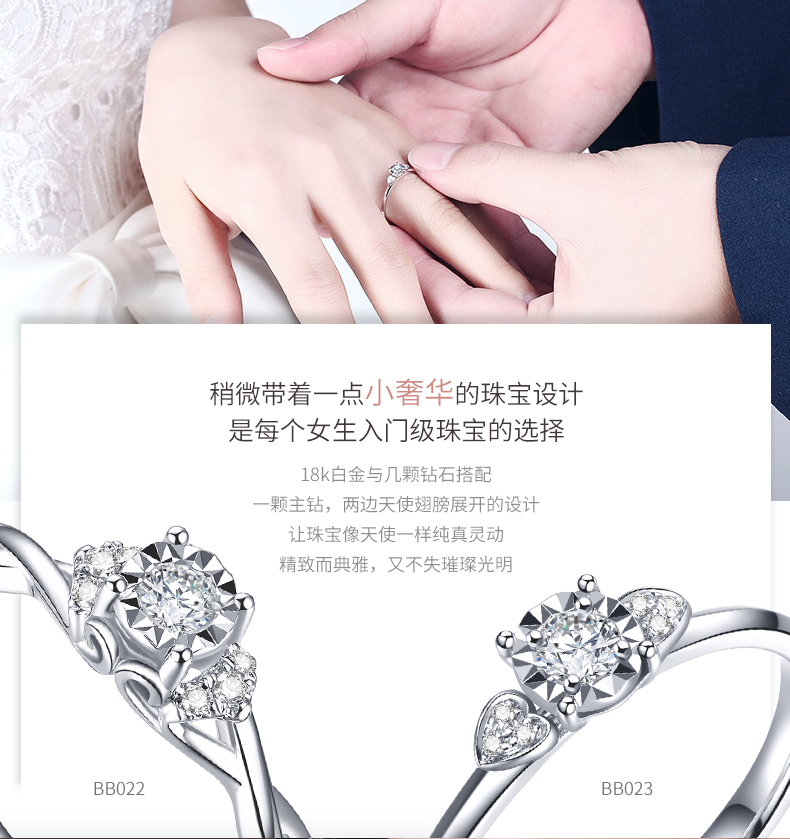 稍微带着一点小奢华的珠宝设计
是每个女生入门级珠宝的选择
18k白金与几颗钻石搭配
一颗主钻，两边天使翅膀展开的设计
让珠宝像天使一样纯真灵动
精致而典雅，又不失璀璨光明
BB022
BB023